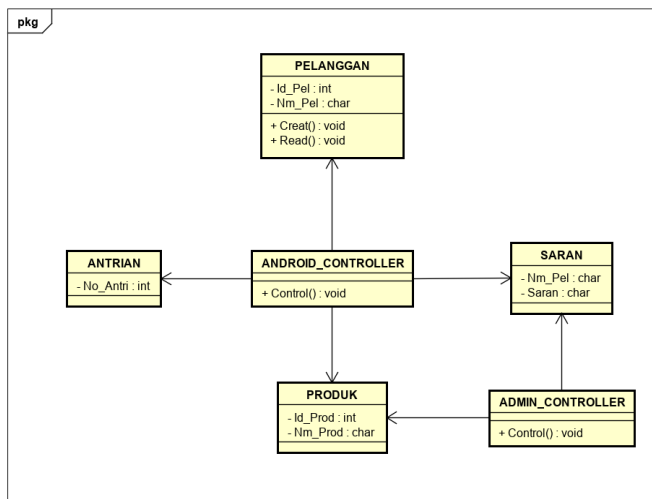 pkg
PELANGGAN
- Id_Pel : int
- Nm_Pel : char
+ Creat() : void
+ Read() : void
ANTRIAN
- No_Antri : int
ANDROID_CONTROLLER
+ Control() : void
SARAN
- Nm_Pel : char
- Saran : char
PRODUK
- Id_Prod : int
- Nm_Prod : char
ADMIN_CONTROLLER
+ Control() : void